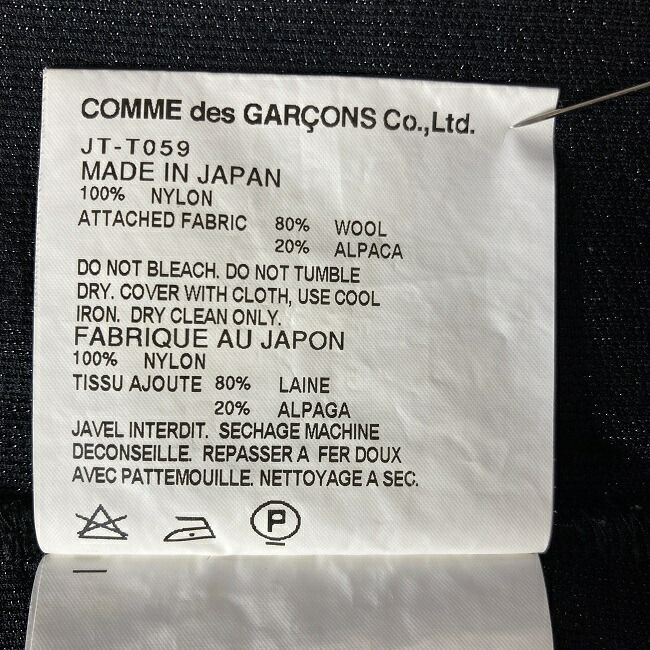 COMME des GARÇONS Co.,Ltd.
JT-T059
MADE IN JAPAN
100% NYLON
ATTACHED FABRIC 80% WOOL
20% ALPACA
DO NOT BLEACH. DO NOT TUMBLE
DRY. COVER WITH CLOTH, USE COOL
IRON. DRY CLEAN ONLY.
FABRIQUE AU JAPON
100% NYLON
TISSU AJOUTE 80% LAINE
20% ALPAGA
JAVEL INTERDIT. SECHAGE MACHINE
DECONSEILLE. REPASSER A FER DOUX
AVEC PATTEMOUILLE. NETTOYAGE A SEC.
P